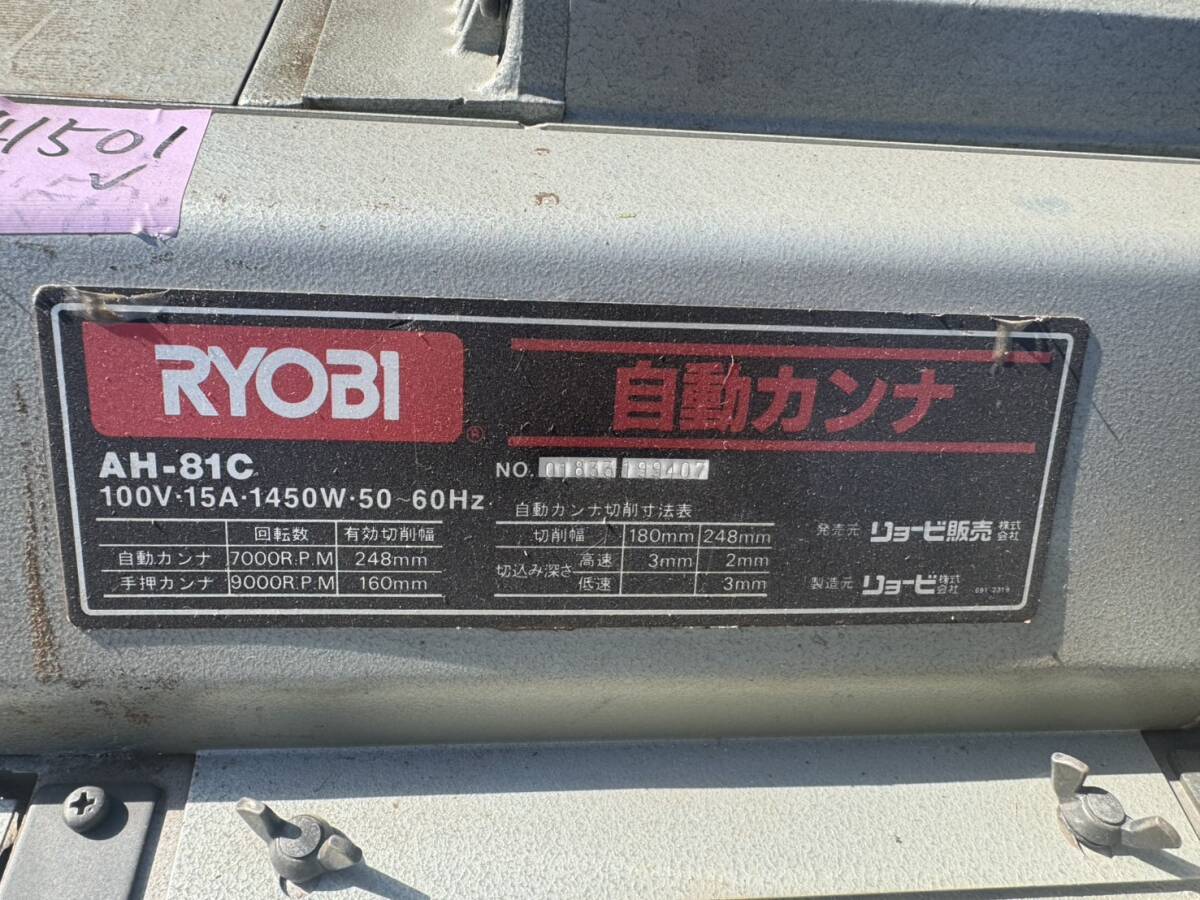 H1501
RYOBI ®
自動カンナ
AH-81C
NO. 01833 199407
100V·15A·1450W·50~60Hz
回転数 有効切削幅
自動カンナ 7000R.P.M 248mm
手押カンナ 9000R.P.M 160mm
自動カンナ切削寸法表
切削幅 180mm 248mm
切込み深さ 高速 3mm 2mm
低速 3mm
発売元 リョービ販売 株式会社
製造元 リョービ 株式会社